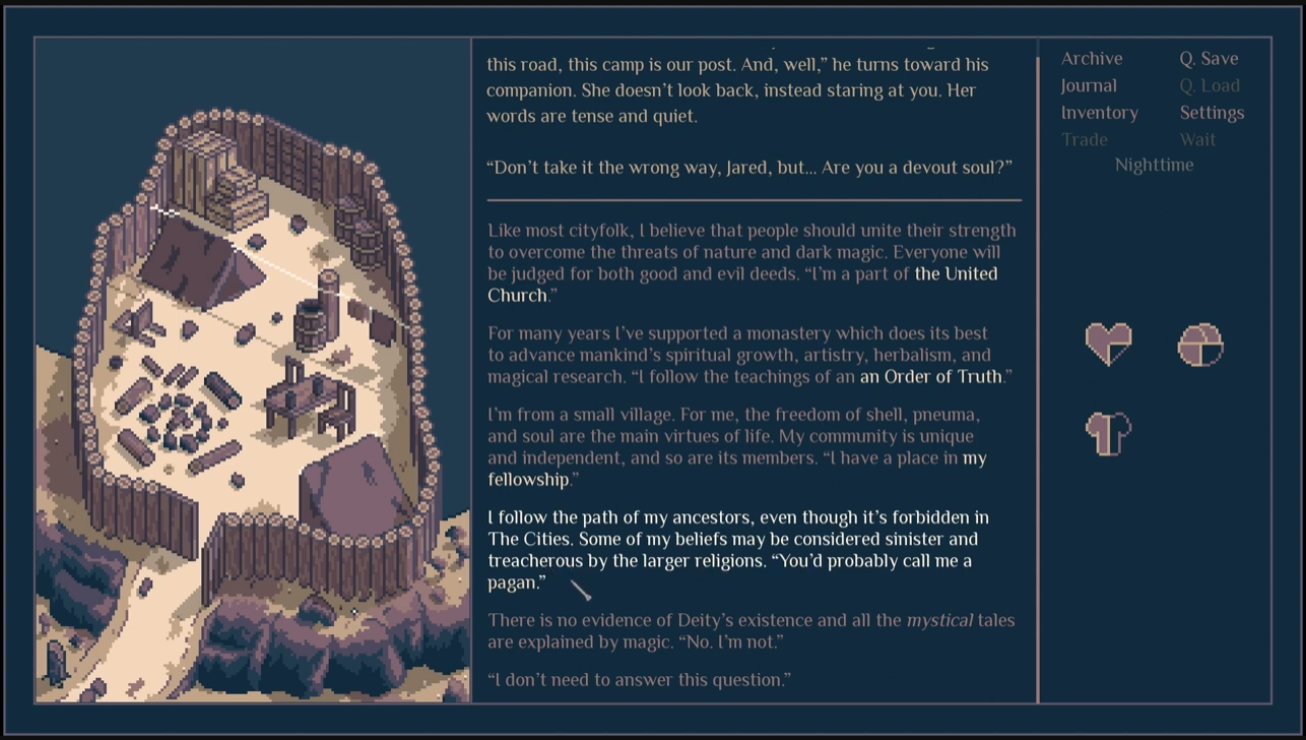 this road, this camp is our post. And, well,” he turns toward his
companion. She doesn’t look back, instead staring at you. Her
words are tense and quiet.
“Don’t take it the wrong way, Jared, but... Are you a devout soul?”
Like most cityfolk, I believe that people should unite their strength
to overcome the threats of nature and dark magic. Everyone will
be judged for both good and evil deeds. “I’m a part of the United
Church.”
For many years I’ve supported a monastery which does its best
to advance mankind’s spiritual growth, artistry, herbalism, and
magical research. “I follow the teachings of an an Order of Truth.”
I’m from a small village. For me, the freedom of shell, pneuma,
and soul are the main virtues of life. My community is unique
and independent, and so are its members. “I have a place in my
fellowship.”
I follow the path of my ancestors, even though it’s forbidden in
The Cities. Some of my beliefs may be considered sinister and
treacherous by the larger religions. “You’d probably call me a
pagan.”
There is no evidence of Deity’s existence and all the mystical tales
are explained by magic. “No. I’m not.”
“I don’t need to answer this question.”
Archive Q. Save
Journal Q. Load
Inventory Settings
Trade Wait
Nighttime